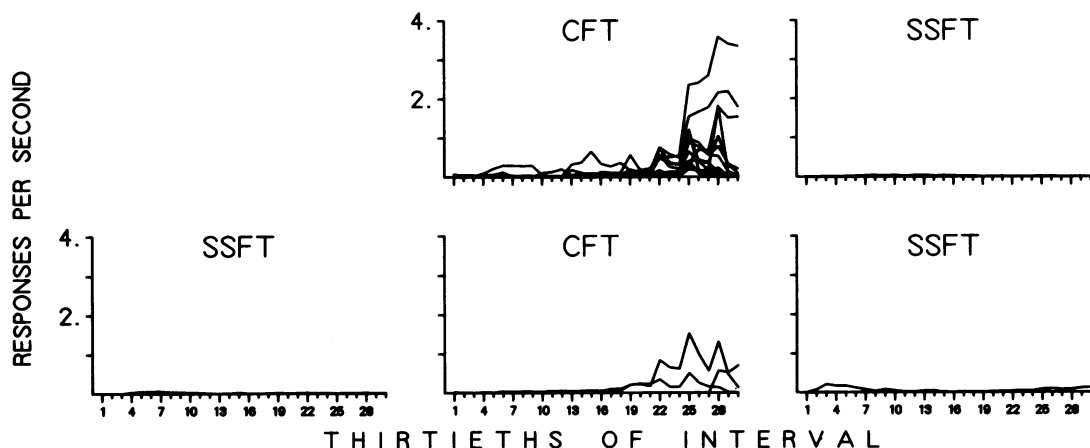 4.
CFT
SSFT
2.
RESPONSES PER SECOND
4.
SSFT
CFT
SSFT
2.
1 4 7 10 13 16 19 22 25 28
1 4 7 10 13 16 19 22 25 28
1 4 7 10 13 16 19 22 25 28
THIRTIETHS OF INTERVAL